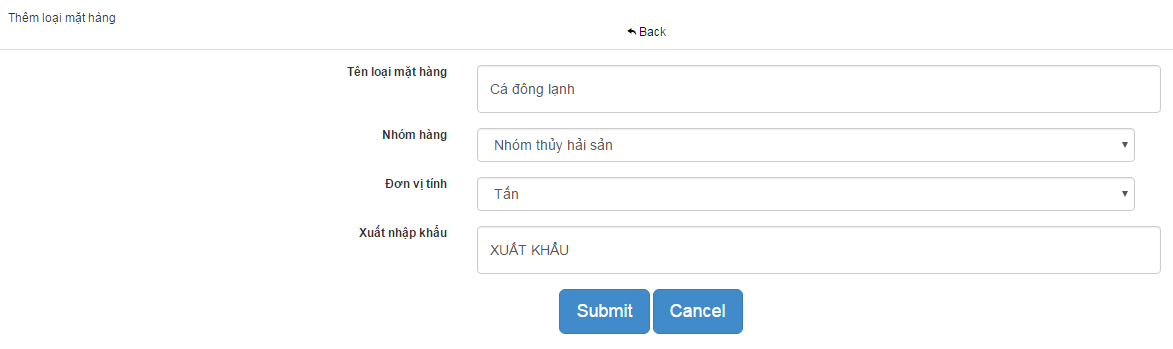 Thêm loại mặt hàng
Back
Tên loại mặt hàng
Cá đông lạnh
Nhóm hàng
Nhóm thủy hải sản
Đơn vị tính
Tấn
Xuất nhập khẩu
XUẤT KHẨU
Submit Cancel